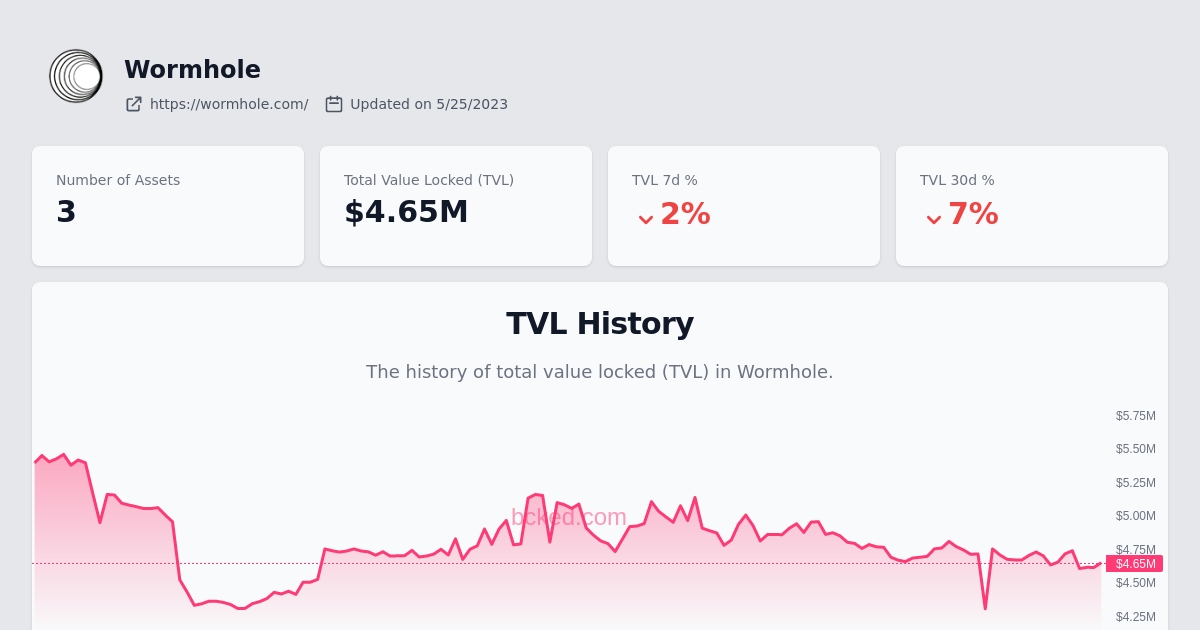 Wormhole
https://wormhole.com/ Updated on 5/25/2023
Number of Assets
3
Total Value Locked (TVL)
$4.65M
TVL 7d %
2%
TVL 30d %
7%
TVL History
The history of total value locked (TVL) in Wormhole.
$5.75M
$5.50M
$5.25M
$5.00M
bcked.com
$4.75M
$4.65M
$4.50M
$4.25M